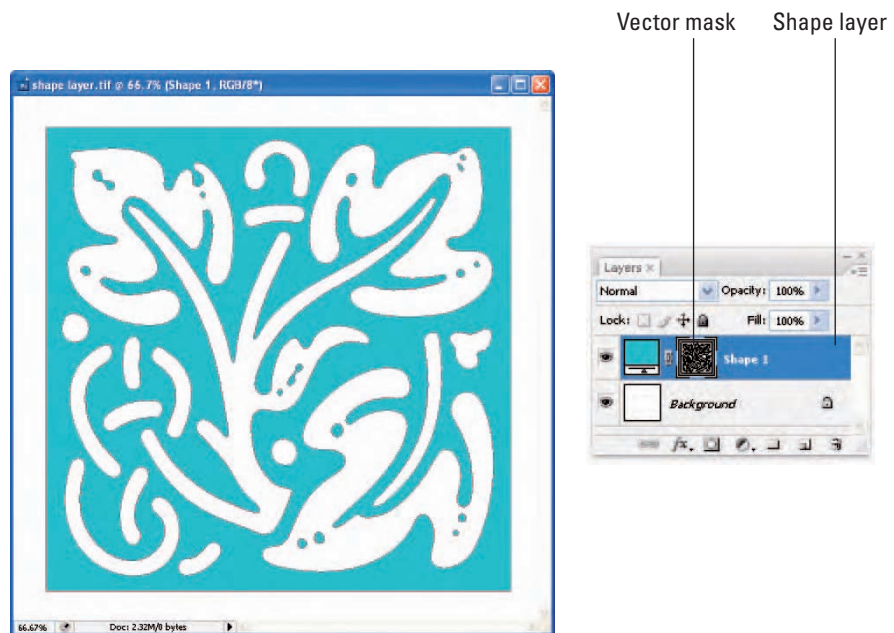 Vector mask Shape layer
shape layer.tif @ 66.7% (Shape 1, RGB/8*)
Layers ×
Normal Opacity: 100%
Lock: Fill: 100%
Shape 1
Background
fx.
66.67% Doc: 2.32M/0 bytes